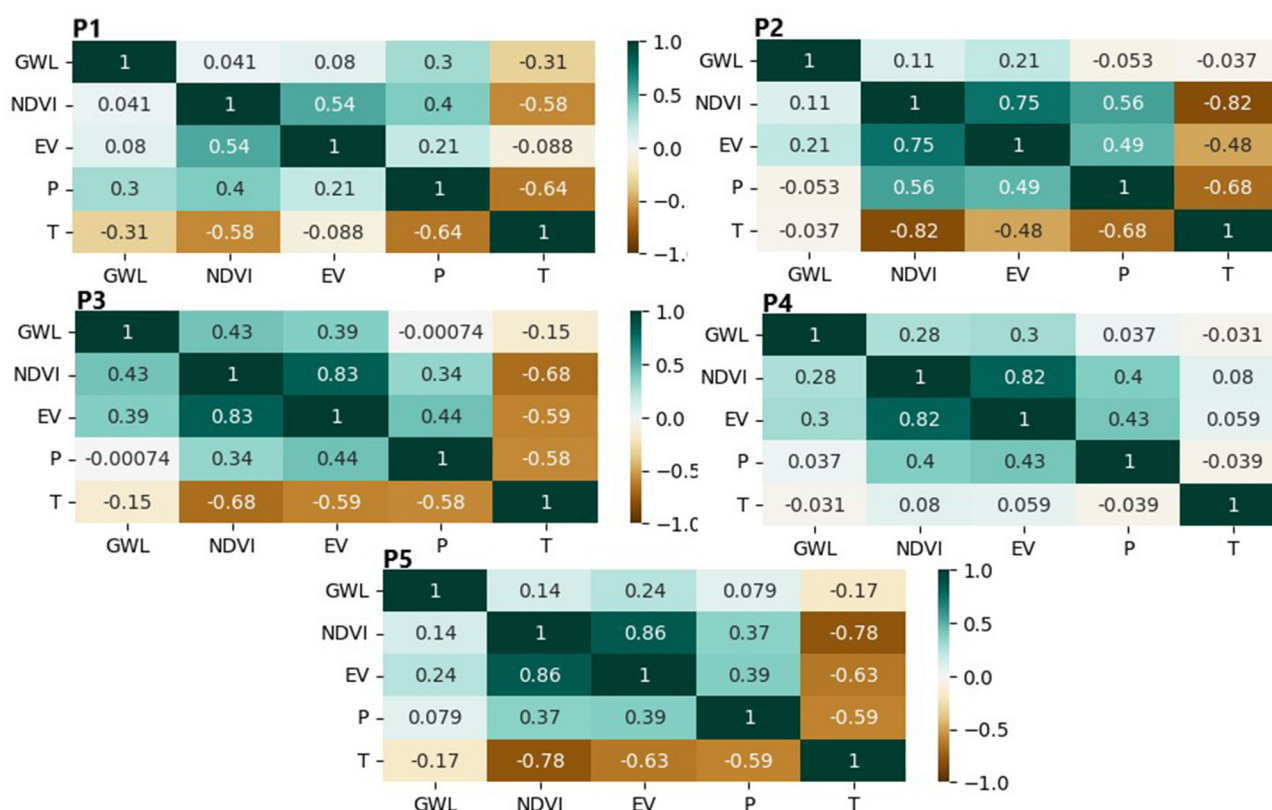 P1
GWL 1 0.041 0.08 0.3 -0.31
NDVI 0.041 1 0.54 0.4 -0.58
EV 0.08 0.54 1 0.21 -0.088
P 0.3 0.4 0.21 1 -0.64
T -0.31 -0.58 -0.088 -0.64 1
GWL NDVI EV P T
1.0
0.5
0.0
-0.
-1.
P2
GWL 1 0.11 0.21 -0.053 -0.037
NDVI 0.11 1 0.75 0.56 -0.82
EV 0.21 0.75 1 0.49 -0.48
P -0.053 0.56 0.49 1 -0.68
T -0.037 -0.82 -0.48 -0.68 1
GWL NDVI EV P T
P3
GWL 1 0.43 0.39 -0.00074 -0.15
NDVI 0.43 1 0.83 0.34 -0.68
EV 0.39 0.83 1 0.44 -0.59
P -0.00074 0.34 0.44 1 -0.58
T -0.15 -0.68 -0.59 -0.58 1
GWL NDVI EV P T
1.0
0.5
0.0
-0.5
-1.0
P4
GWL 1 0.28 0.3 0.037 -0.031
NDVI 0.28 1 0.82 0.4 0.08
EV 0.3 0.82 1 0.43 0.059
P 0.037 0.4 0.43 1 -0.039
T -0.031 0.08 0.059 -0.039 1
GWL NDVI EV P T
P5
GWL 1 0.14 0.24 0.079 -0.17
NDVI 0.14 1 0.86 0.37 -0.78
EV 0.24 0.86 1 0.39 -0.63
P 0.079 0.37 0.39 1 -0.59
T -0.17 -0.78 -0.63 -0.59 1
GWL NDVI EV P T
1.0
0.5
0.0
-0.5
-1.0